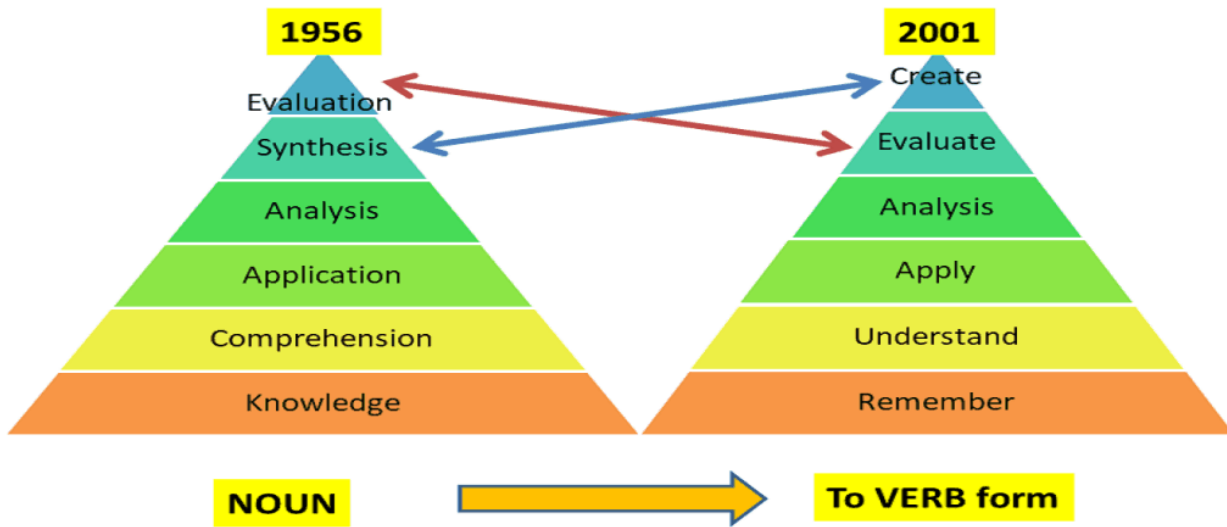 1956
Evaluation
Synthesis
Analysis
Application
Comprehension
Knowledge
NOUN
2001
Create
Evaluate
Analysis
Apply
Understand
Remember
To VERB form